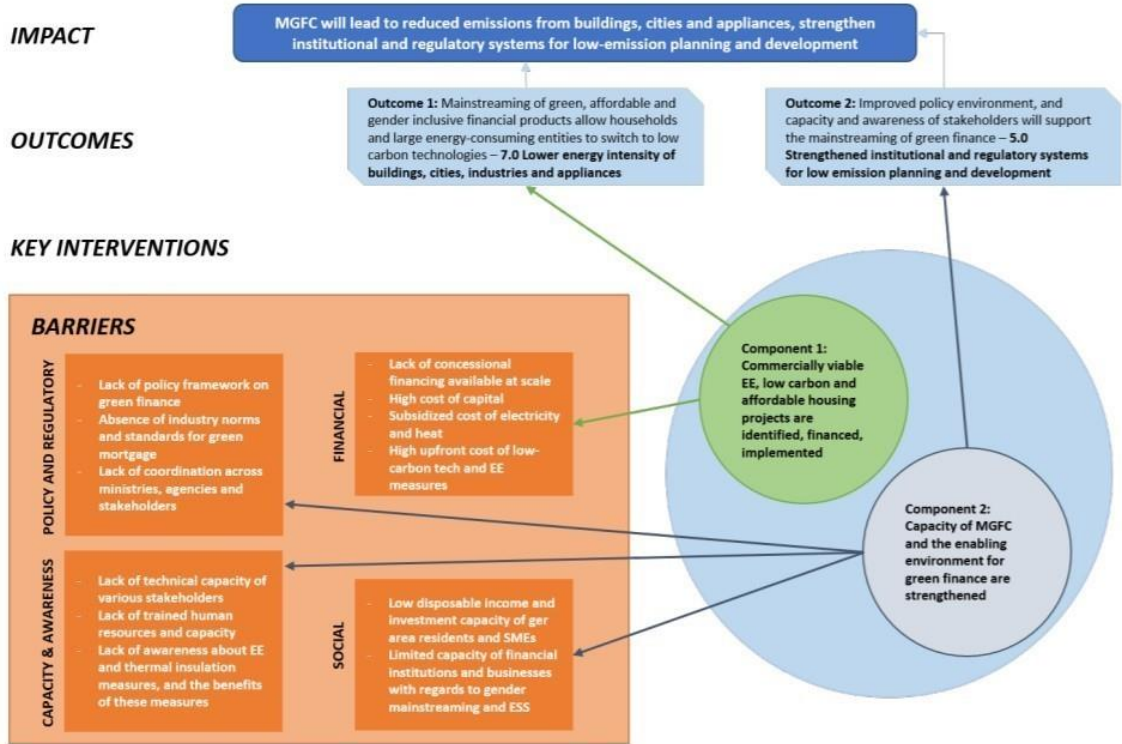 IMPACT
MGFC will lead to reduced emissions from buildings, cities and appliances, strengthen
institutional and regulatory systems for low-emission planning and development
OUTCOMES
Outcome 1: Mainstreaming of green, affordable and
gender inclusive financial products allow households
and large energy-consuming entities to switch to low
carbon technologies – 7.0 Lower energy intensity of
buildings, cities, industries and appliances
Outcome 2: Improved policy environment, and
capacity and awareness of stakeholders will support
the mainstreaming of green finance – 5.0
Strengthened institutional and regulatory systems
for low emission planning and development
KEY INTERVENTIONS
BARRIERS
POLICY AND REGULATORY
- Lack of policy framework on
green finance
- Absence of industry norms
and standards for green
mortgage
- Lack of coordination across
ministries, agencies and
stakeholders
FINANCIAL
- Lack of concessional
financing available at scale
- High cost of capital
- Subsidized cost of electricity
and heat
- High upfront cost of low-
carbon tech and EE
measures
CAPACITY & AWARENESS
- Lack of technical capacity of
various stakeholders
- Lack of trained human
resources and capacity
- Lack of awareness about EE
and thermal insulation
measures, and the benefits
of these measures
SOCIAL
- Low disposable income and
investment capacity of ger
area residents and SMEs
- Limited capacity of financial
institutions and businesses
with regards to gender
mainstreaming and ESS
Component 1:
Commercially viable
EE, low carbon and
affordable housing
projects are
identified, financed,
implemented
Component 2:
Capacity of MGFC
and the enabling
environment for
green finance are
strengthened